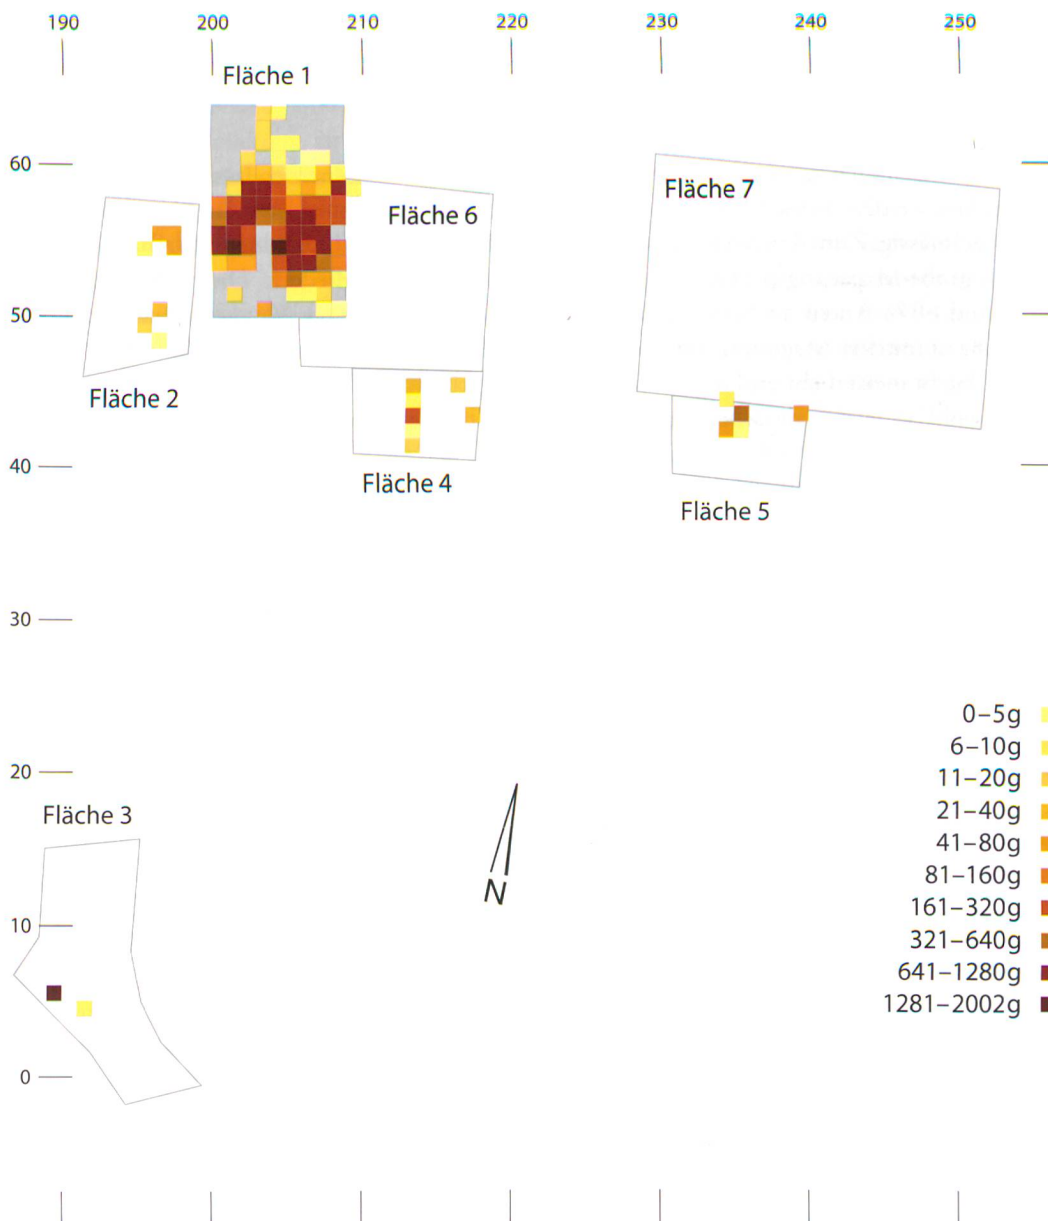 190 200 210 220 230 240 250
Fläche 1
60
Fläche 7
Fläche 6
50
Fläche 2
40
Fläche 4
Fläche 5
30
0–5g
6–10g
20
11–20g
Fläche 3
21–40g
41–80g
81–160g
N
161–320g
10
321–640g
641–1280g
1281–2002g
0